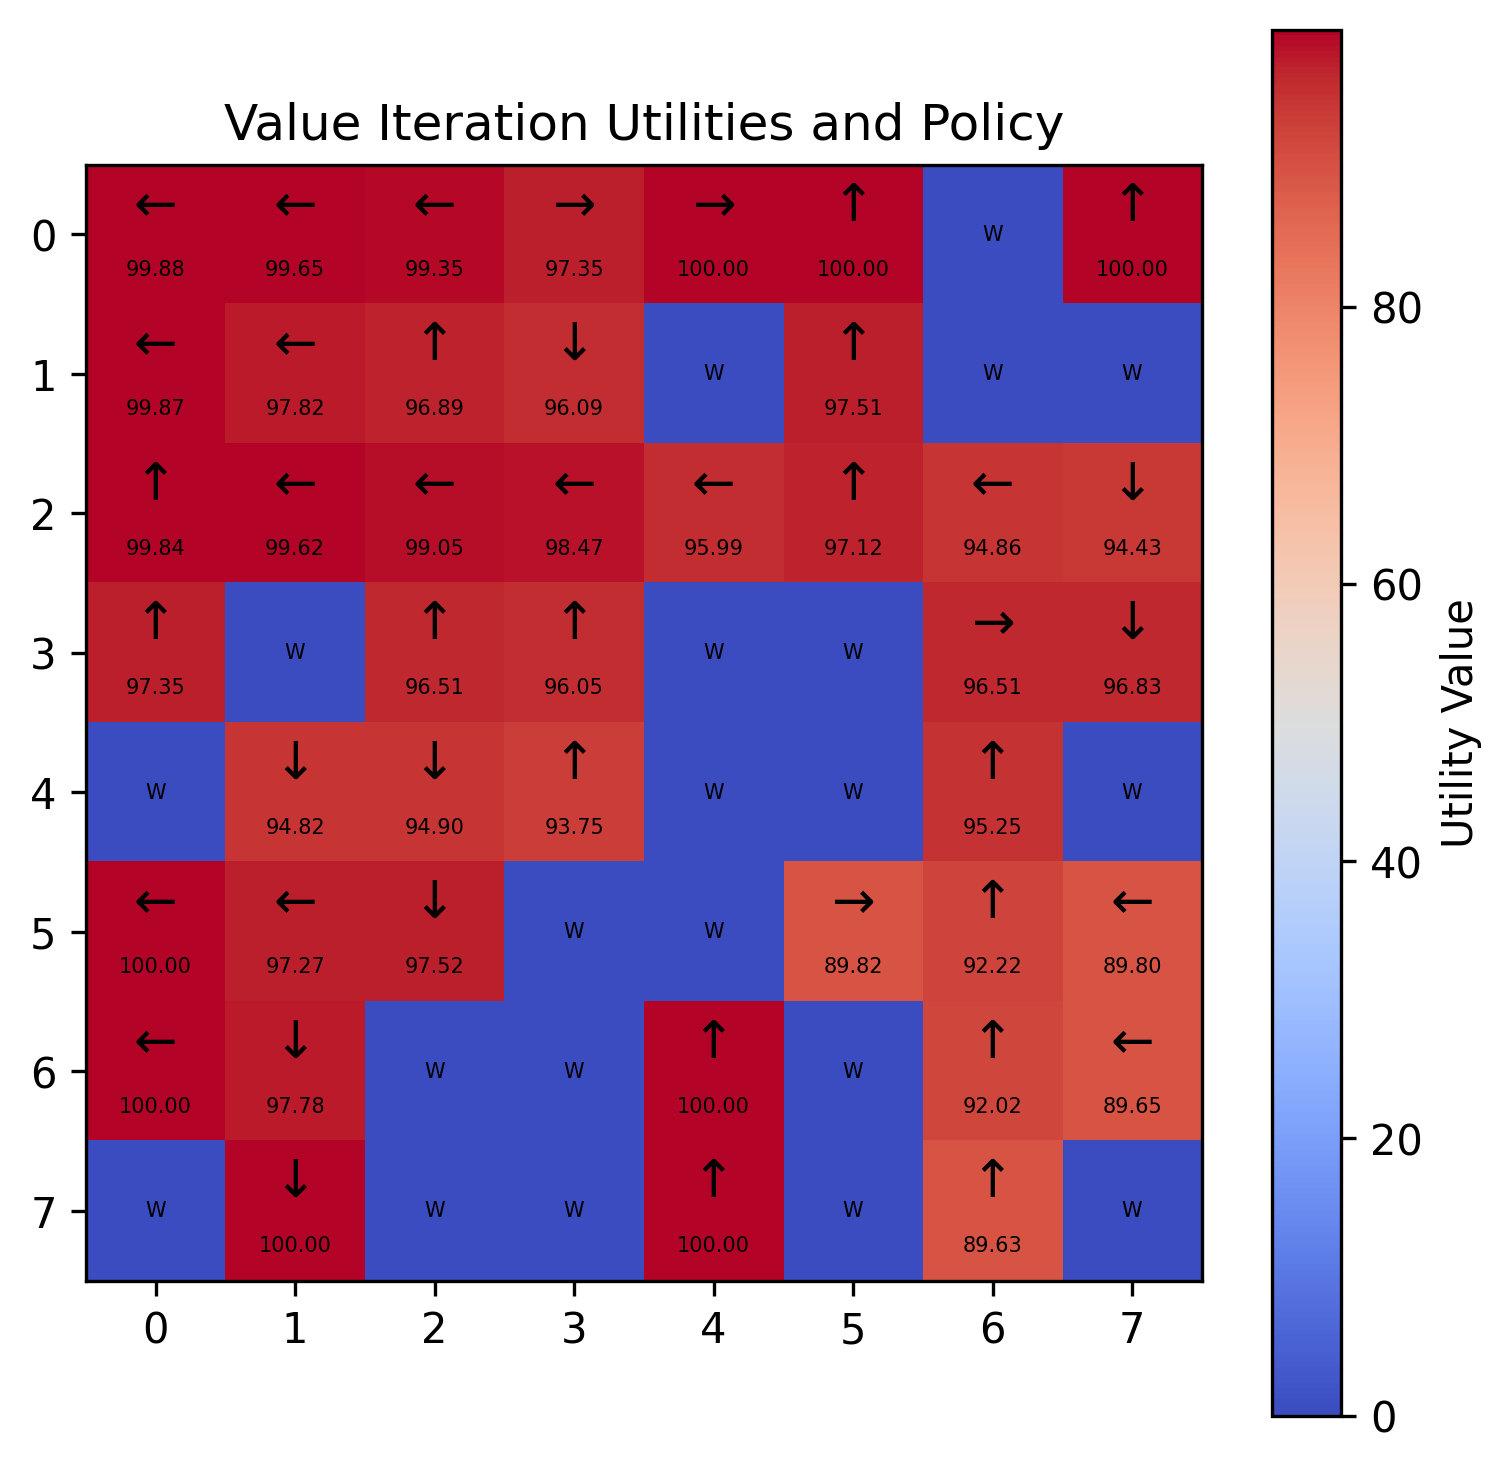 Value Iteration Utilities and Policy
0 ← ← ← → → ↑ W ↑
99.88 99.65 99.35 97.35 100.00 100.00 100.00
1 ← ← ↑ ↓ W ↑ W W
99.87 97.82 96.89 96.09 97.51
2 ↑ ← ← ← ← ↑ ← ↓
99.84 99.62 99.05 98.47 95.99 97.12 94.86 94.43
3 ↑ W ↑ ↑ W W → ↓
97.35 96.51 96.05 96.51 96.83
4 W ↓ ↓ ↑ W W ↑ W
94.82 94.90 93.75 95.25
5 ← ← ↓ W W → ↑ ←
100.00 97.27 97.52 89.82 92.22 89.80
6 ← ↓ W W ↑ W ↑ ←
100.00 97.78 100.00 92.02 89.65
7 W ↓ W W ↑ W ↑ W
100.00 100.00 89.63
0 1 2 3 4 5 6 7
80
60
40
20
0
Utility Value